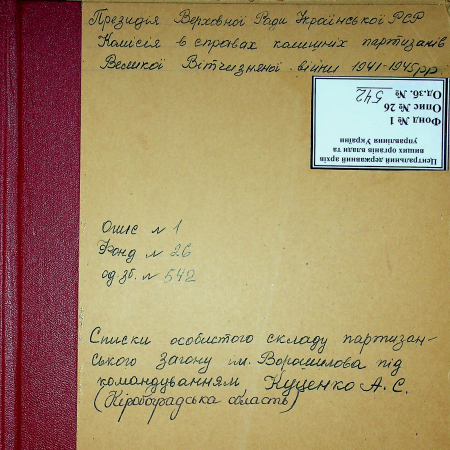 Президія Верховної Ради Української РСР
Комісія в справах колишніх партизанів
Великої Вітчизняної війни 1941-1945рр.
Центральний державний архів
вищих органів влади та
управління України
Фонд № 1
Опис № 26
Од.зб. № 542
Опис № 1
Фонд № 26
од зб. № 542
Списки особистого складу партизан-
ського загону ім. Ворошилова під
командуванням Куценко А. С.
(Кіровоградська область)